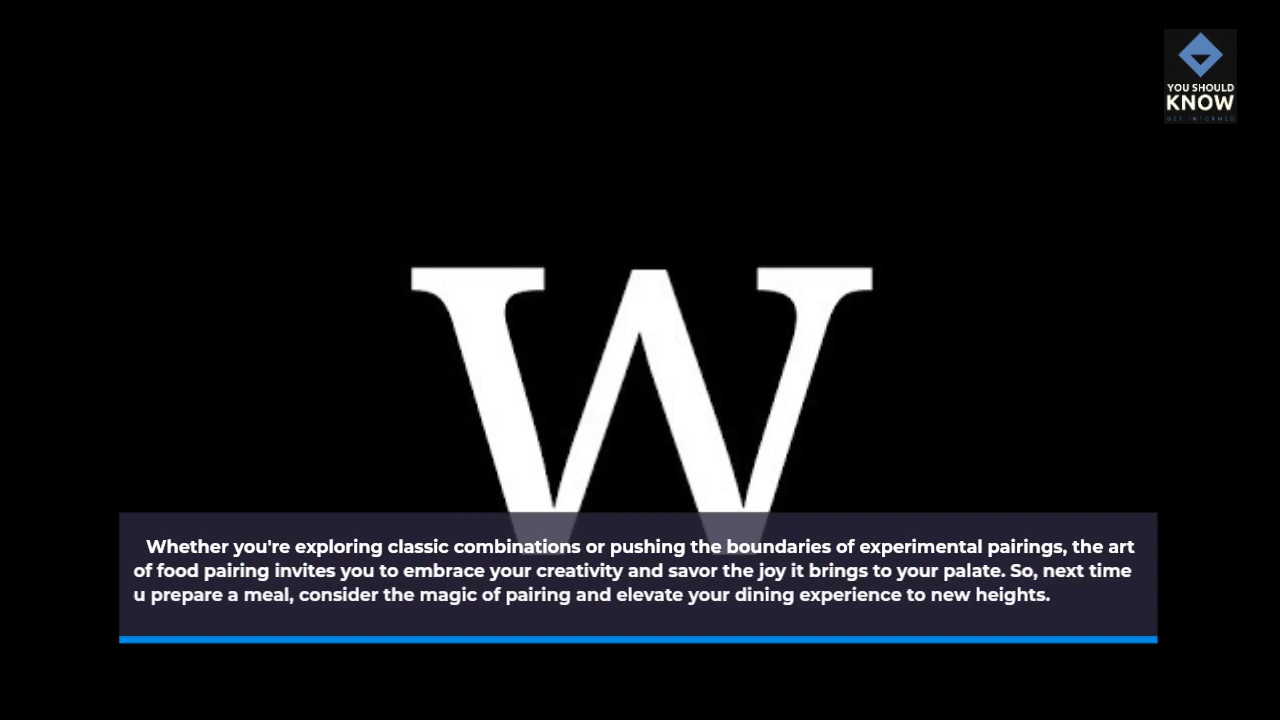 YOU SHOULD
KNOW
GET INFORMED
W
Whether you're exploring classic combinations or pushing the boundaries of experimental pairings, the art
of food pairing invites you to embrace your creativity and savor the joy it brings to your palate. So, next time
u prepare a meal, consider the magic of pairing and elevate your dining experience to new heights.